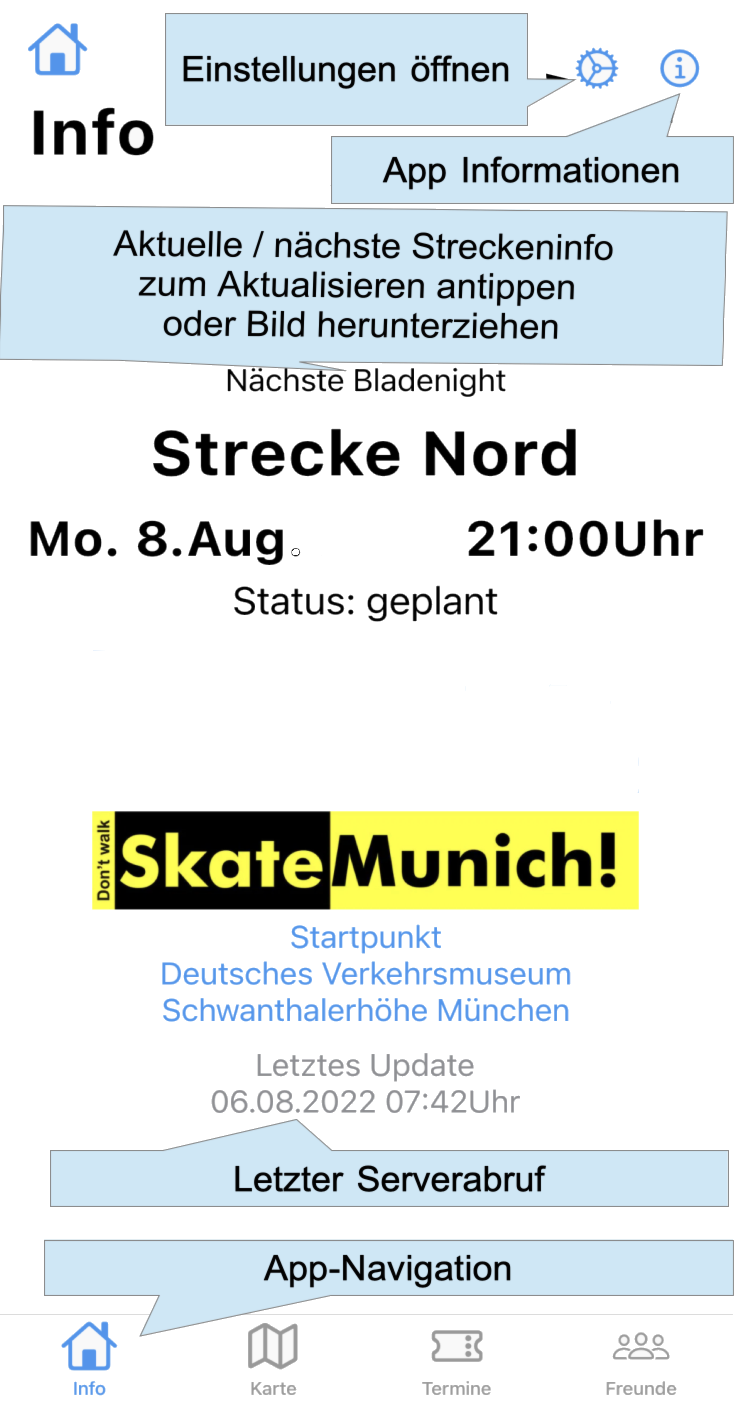 Einstellungen öffnen
Info
App Informationen
Aktuelle / nächste Streckeninfo
zum Aktualisieren antippen
oder Bild herunterziehen
Nächste Bladenight
Strecke Nord
Mo. 8.Aug. 21:00Uhr
Status: geplant
Don't walk
SkateMunich!
Startpunkt
Deutsches Verkehrsmuseum
Schwanthalerhöhe München
Letztes Update
06.08.2022 07:42Uhr
Letzter Serverabruf
App-Navigation
Info Karte Termine Freunde